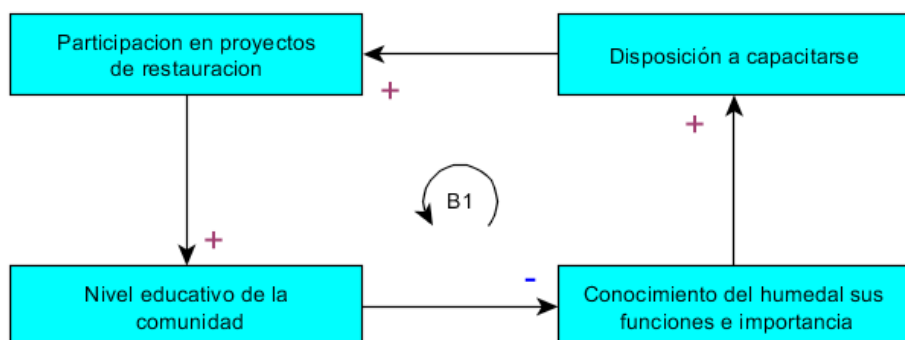 Participacion en proyectos
de restauracion
Disposición a capacitarse
+
+
B1
+
-
Nivel educativo de la
comunidad
Conocimiento del humedal sus
funciones e importancia